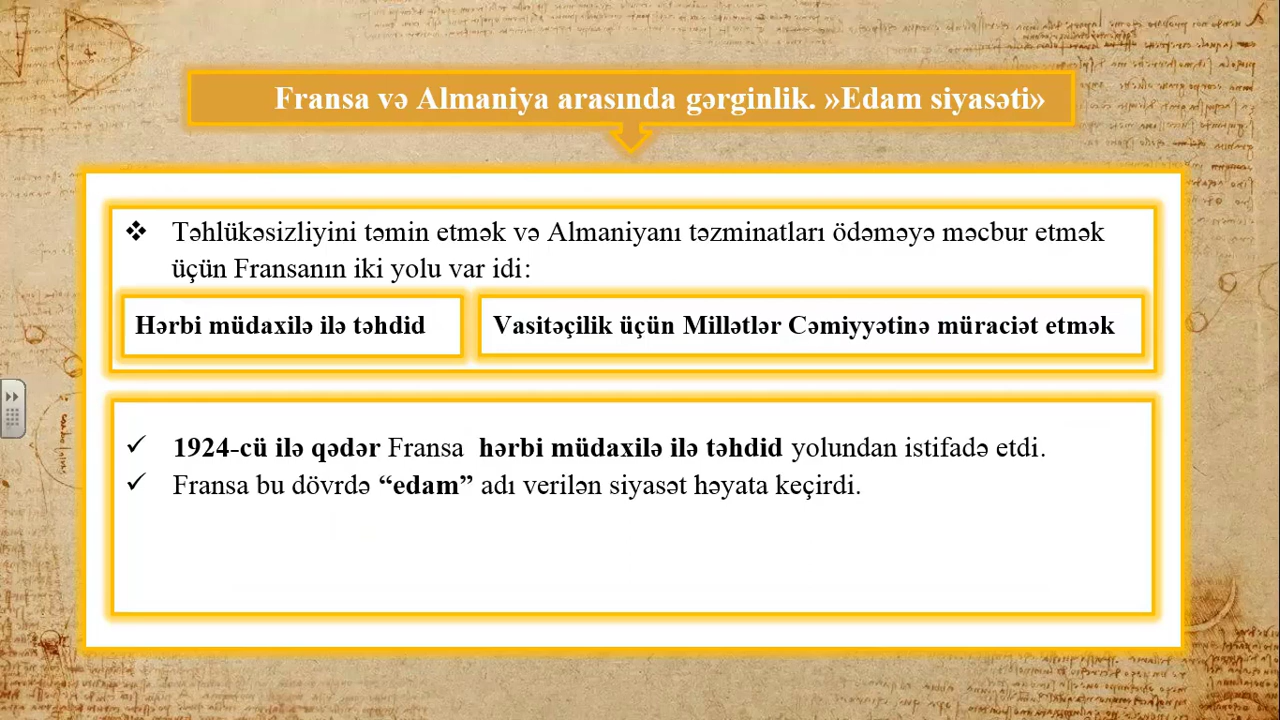 Fransa və Almaniya arasında gərginlik. »Edam siyasəti»
❖ Təhlükəsizliyini təmin etmək və Almaniyanı təzminatları ödəməyə məcbur etmək
üçün Fransanın iki yolu var idi:
Hərbi müdaxilə ilə təhdid
Vasitəçilik üçün Millətlər Cəmiyyətinə müraciət etmək
✓ 1924-cü ilə qədər Fransa hərbi müdaxilə ilə təhdid yolundan istifadə etdi.
✓ Fransa bu dövrdə “edam” adı verilən siyasət həyata keçirdi.